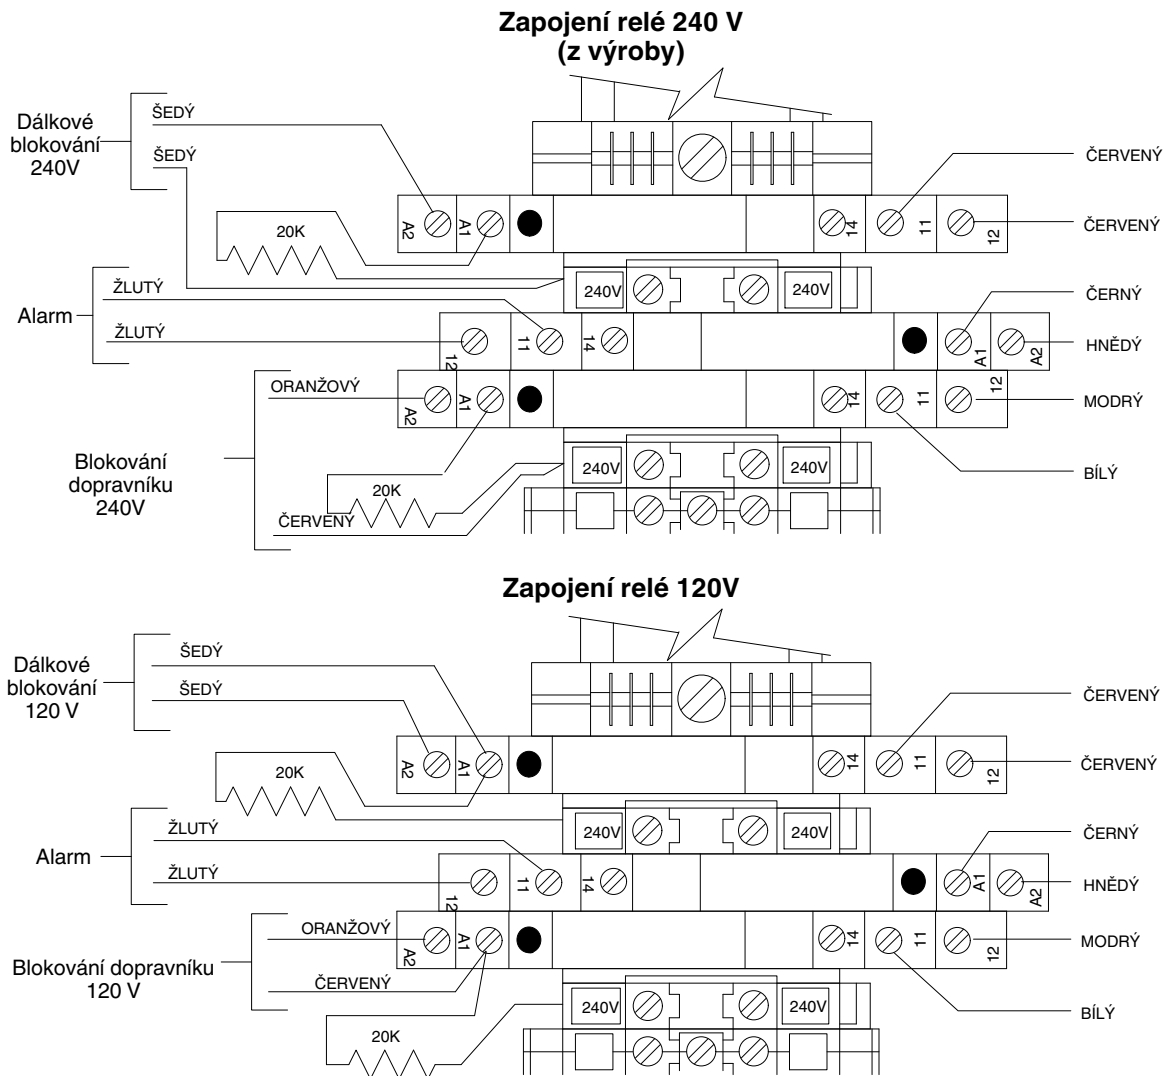 Zapojení relé 240 V
(z výroby)
Dálkové
blokování
240V
ŠEDÝ
ŠEDÝ
20K
A2
A1
14
11
12
ČERVENÝ
ČERVENÝ
240V
240V
Alarm
ŽLUTÝ
ŽLUTÝ
12
11
14
A1
A2
ČERNÝ
HNĚDÝ
Blokování
dopravníku
240V
ORANŽOVÝ
A2
A1
14
11
12
MODRÝ
BÍLÝ
240V
240V
20K
ČERVENÝ
Zapojení relé 120V
Dálkové
blokování
120 V
ŠEDÝ
ŠEDÝ
20K
A2
A1
14
11
12
ČERVENÝ
ČERVENÝ
240V
240V
Alarm
ŽLUTÝ
ŽLUTÝ
12
11
14
A1
A2
ČERNÝ
HNĚDÝ
Blokování dopravníku
120 V
ORANŽOVÝ
ČERVENÝ
A2
A1
14
11
12
MODRÝ
BÍLÝ
240V
240V
20K